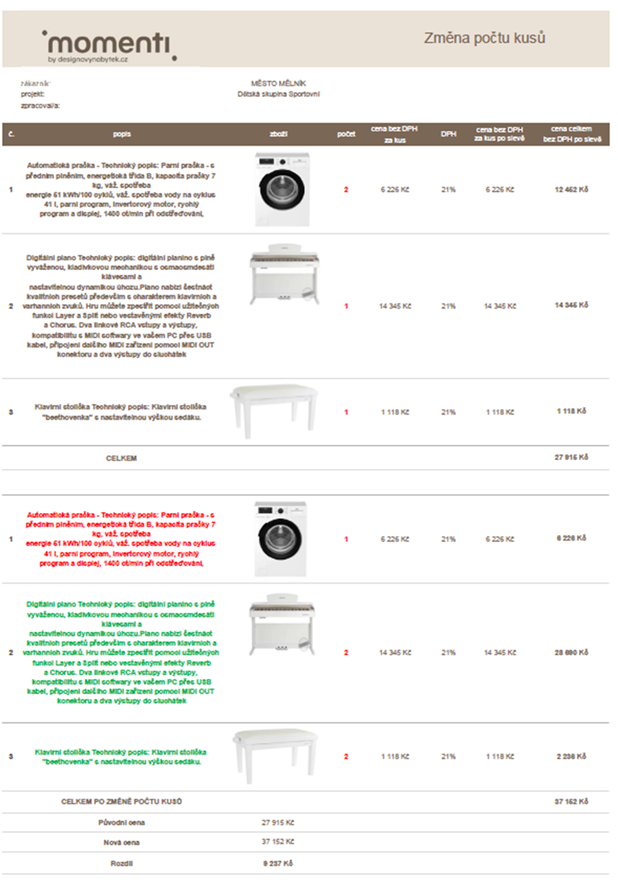 momenti
by designovynabytek.cz
Změna počtu kusů
zákazník: MĚSTO MĚLNÍK
projekt: Dětská skupina Sportovní
zpracoval/a:
č. popis zboží počet cena bez DPH za kus DPH cena bez DPH za kus po slevě cena celkem bez DPH po slevě
Automatická pračka - Technický popis: Parní pračka - s
předním plněním, energetická třída B, kapacita pračky 7
kg, váž. spotřeba
energie 61 kWh/100 cyklů, váž. spotřeba vody na cyklus
41 l, parní program, invertorový motor, rychlý
program a displej, 1400 ot/min při odstřeďování,
1 2 6 226 Kč 21% 6 226 Kč 12 452 Kč
Digitální piano Technický popis: digitální planino s plně
vyváženou, kladívkovou mechanikou s osmaosmdesáti
klávesami a
nastavitelnou dynamikou úhozu.Piano nabízí šestnáct
kvalitních presetů především s charakterem klavírních a
varhanních zvuků. Hru můžete zpestřit pomocí užitečných
funkcí Layer a Split nebo vestavěnými efekty Reverb
a Chorus. Dva linkové RCA vstupy a výstupy,
kompatibilitu s MIDI softwary ve vašem PC přes USB
kabel, připojení dalšího MIDI zařízení pomocí MIDI OUT
konektoru a dva výstupy do sluchátek
2 1 14 345 Kč 21% 14 345 Kč 14 345 Kč
Klavírní stolička Technický popis: Klavírní stolička
"beethovenka" s nastavitelnou výškou sedáku.
3 1 1 118 Kč 21% 1 118 Kč 1 118 Kč
CELKEM 27 915 Kč
Automatická pračka - Technický popis: Parní pračka - s
předním plněním, energetická třída B, kapacita pračky 7
kg, váž. spotřeba
energie 61 kWh/100 cyklů, váž. spotřeba vody na cyklus
41 l, parní program, invertorový motor, rychlý
program a displej, 1400 ot/min při odstřeďování,
1 1 6 226 Kč 21% 6 226 Kč 6 226 Kč
Digitální piano Technický popis: digitální planino s plně
vyváženou, kladívkovou mechanikou s osmaosmdesáti
klávesami a
nastavitelnou dynamikou úhozu.Piano nabízí šestnáct
kvalitních presetů především s charakterem klavírních a
varhanních zvuků. Hru můžete zpestřit pomocí užitečných
funkcí Layer a Split nebo vestavěnými efekty Reverb
a Chorus. Dva linkové RCA vstupy a výstupy,
kompatibilitu s MIDI softwary ve vašem PC přes USB
kabel, připojení dalšího MIDI zařízení pomocí MIDI OUT
konektoru a dva výstupy do sluchátek
2 2 14 345 Kč 21% 14 345 Kč 28 690 Kč
Klavírní stolička Technický popis: Klavírní stolička
"beethovenka" s nastavitelnou výškou sedáku.
3 2 1 118 Kč 21% 1 118 Kč 2 236 Kč
CELKEM PO ZMĚNĚ POČTU KUSŮ 37 152 Kč
Původní cena 27 915 Kč
Nová cena 37 152 Kč
Rozdíl 9 237 Kč